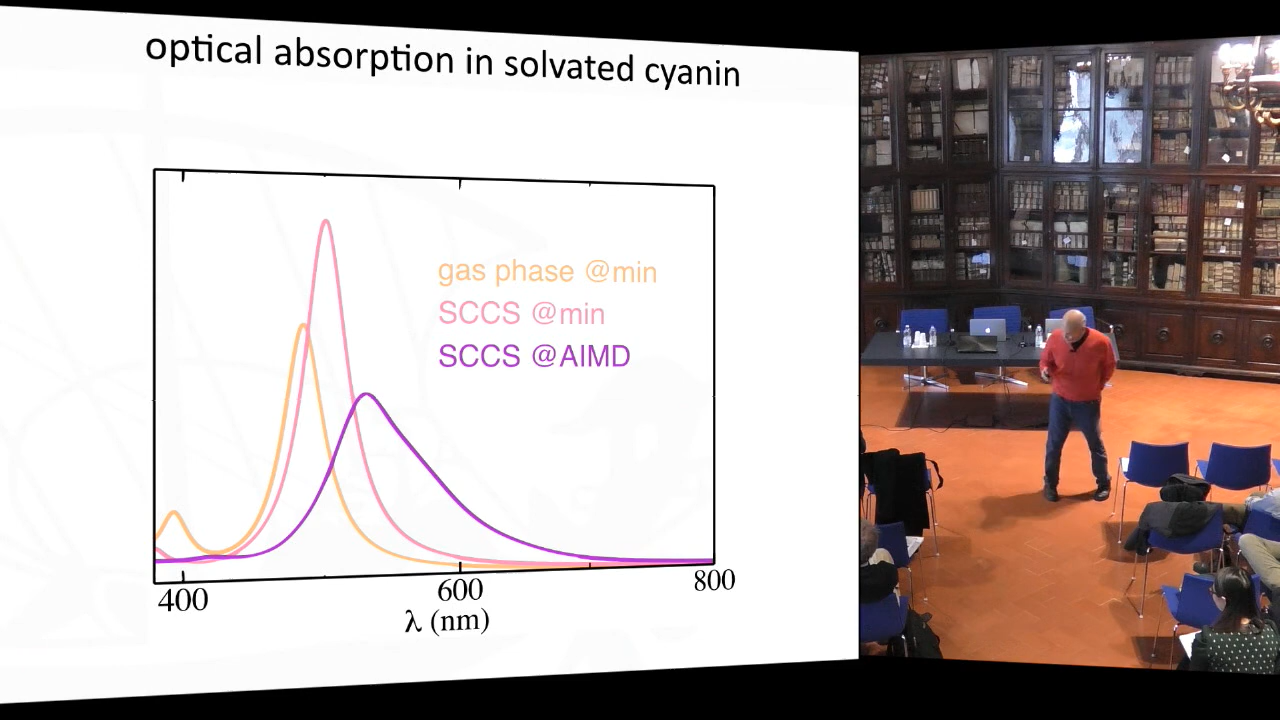 optical absorption in solvated cyanin
gas phase @min
SCCS @min
SCCS @AIMD
400
600
800
λ (nm)